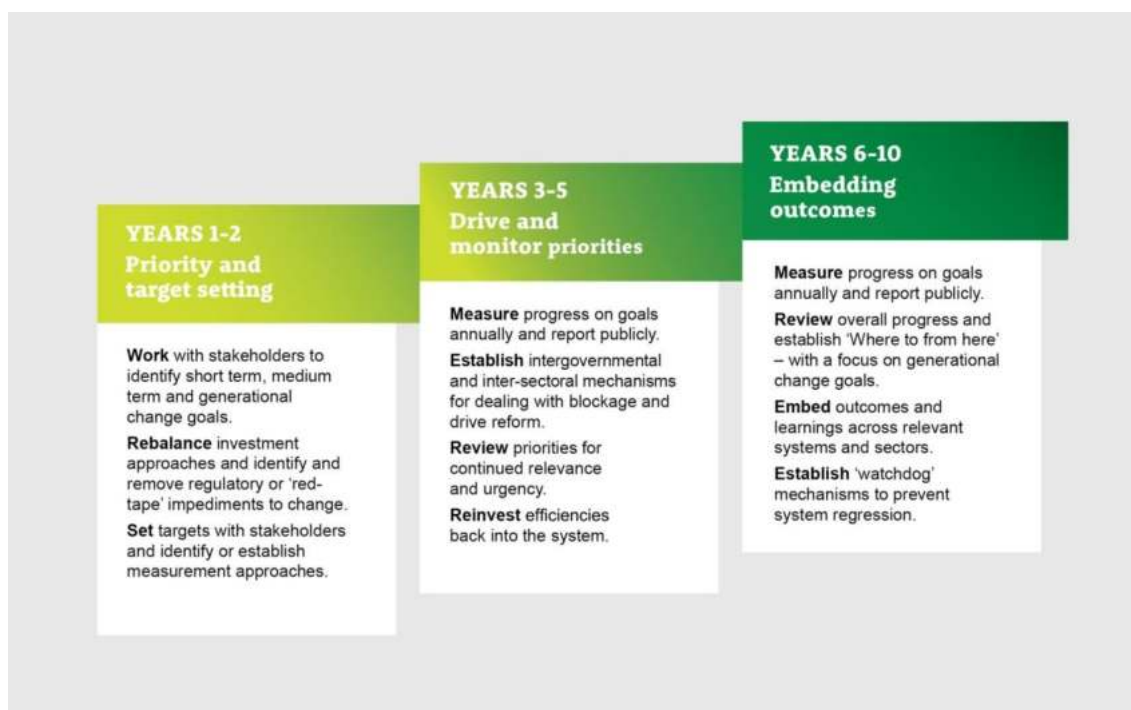 YEARS 1-2
Priority and
target setting
Work with stakeholders to
identify short term, medium
term and generational
change goals.
Rebalance investment
approaches and identify and
remove regulatory or ‘red-
tape’ impediments to change.
Set targets with stakeholders
and identify or establish
measurement approaches.
YEARS 3-5
Drive and
monitor priorities
Measure progress on goals
annually and report publicly.
Establish intergovernmental
and inter-sectoral mechanisms
for dealing with blockage and
drive reform.
Review priorities for
continued relevance
and urgency.
Reinvest efficiencies
back into the system.
YEARS 6-10
Embedding
outcomes
Measure progress on goals
annually and report publicly.
Review overall progress and
establish ‘Where to from here’
– with a focus on generational
change goals.
Embed outcomes and
learnings across relevant
systems and sectors.
Establish ‘watchdog’
mechanisms to prevent
system regression.